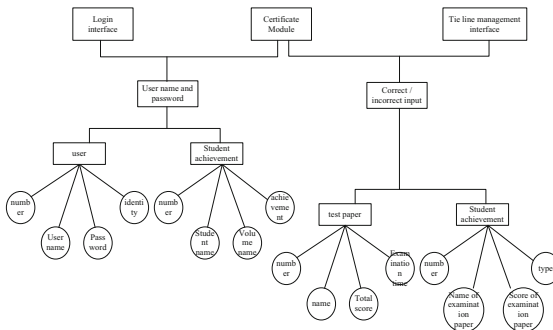 Login
interface
Certificate
Module
Tie line management
interface
User name and
password
Correct /
incorrect input
user
Student
achievement
numb
er
User
name
Pass
word
identi
ty
numb
er
Stude
nt
name
Volu
me
name
achieve
ment
test paper
Student
achievement
numb
er
name
Total
score
Exam
inatio
n
time
numb
er
Name of
examinat
ion
paper
Score of
examinat
ion
paper
type